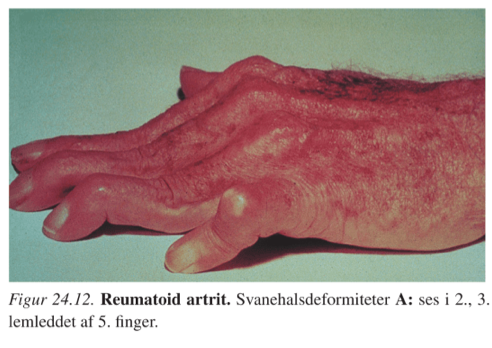 Figur 24.12. Reumatoid artrit. Svanehalsdeformiteter A: ses i 2., 3.
lemleddet af 5. finger.